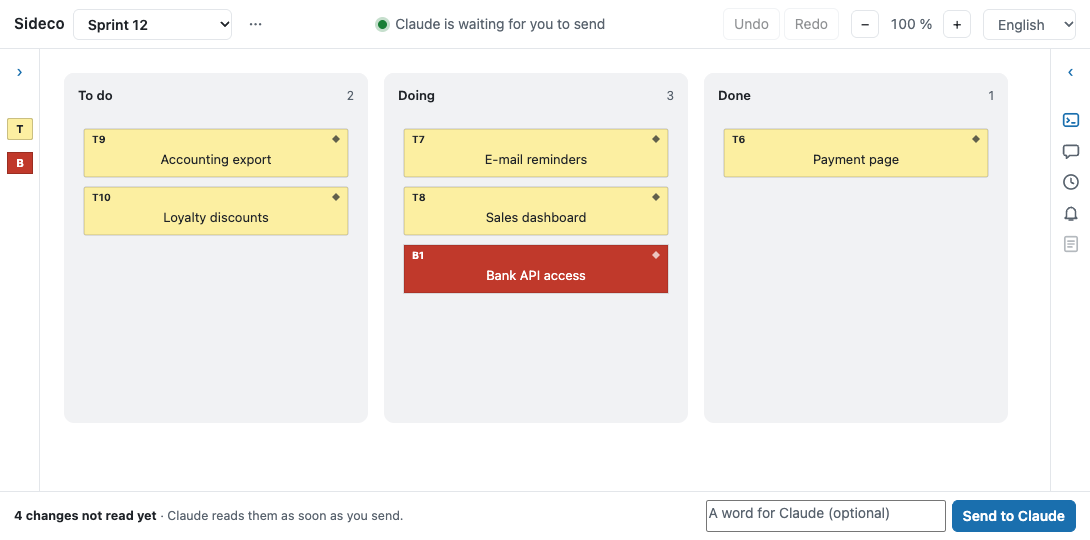 Sideco
Sprint 12
···
Claude is waiting for you to send
Undo
Redo
−
100 %
+
English
›
‹
T
B
To do
2
T9
Accounting export
T10
Loyalty discounts
Doing
3
T7
E-mail reminders
T8
Sales dashboard
B1
Bank API access
Done
1
T6
Payment page
4 changes not read yet · Claude reads them as soon as you send.
A word for Claude (optional)
Send to Claude